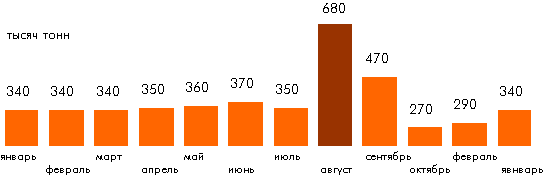 680
тысяч тонн
470
340 340 340 350 360 370 350 270 290 340
январь март май июль сентябрь февраль явнварь
февраль апрель июнь август октябрь